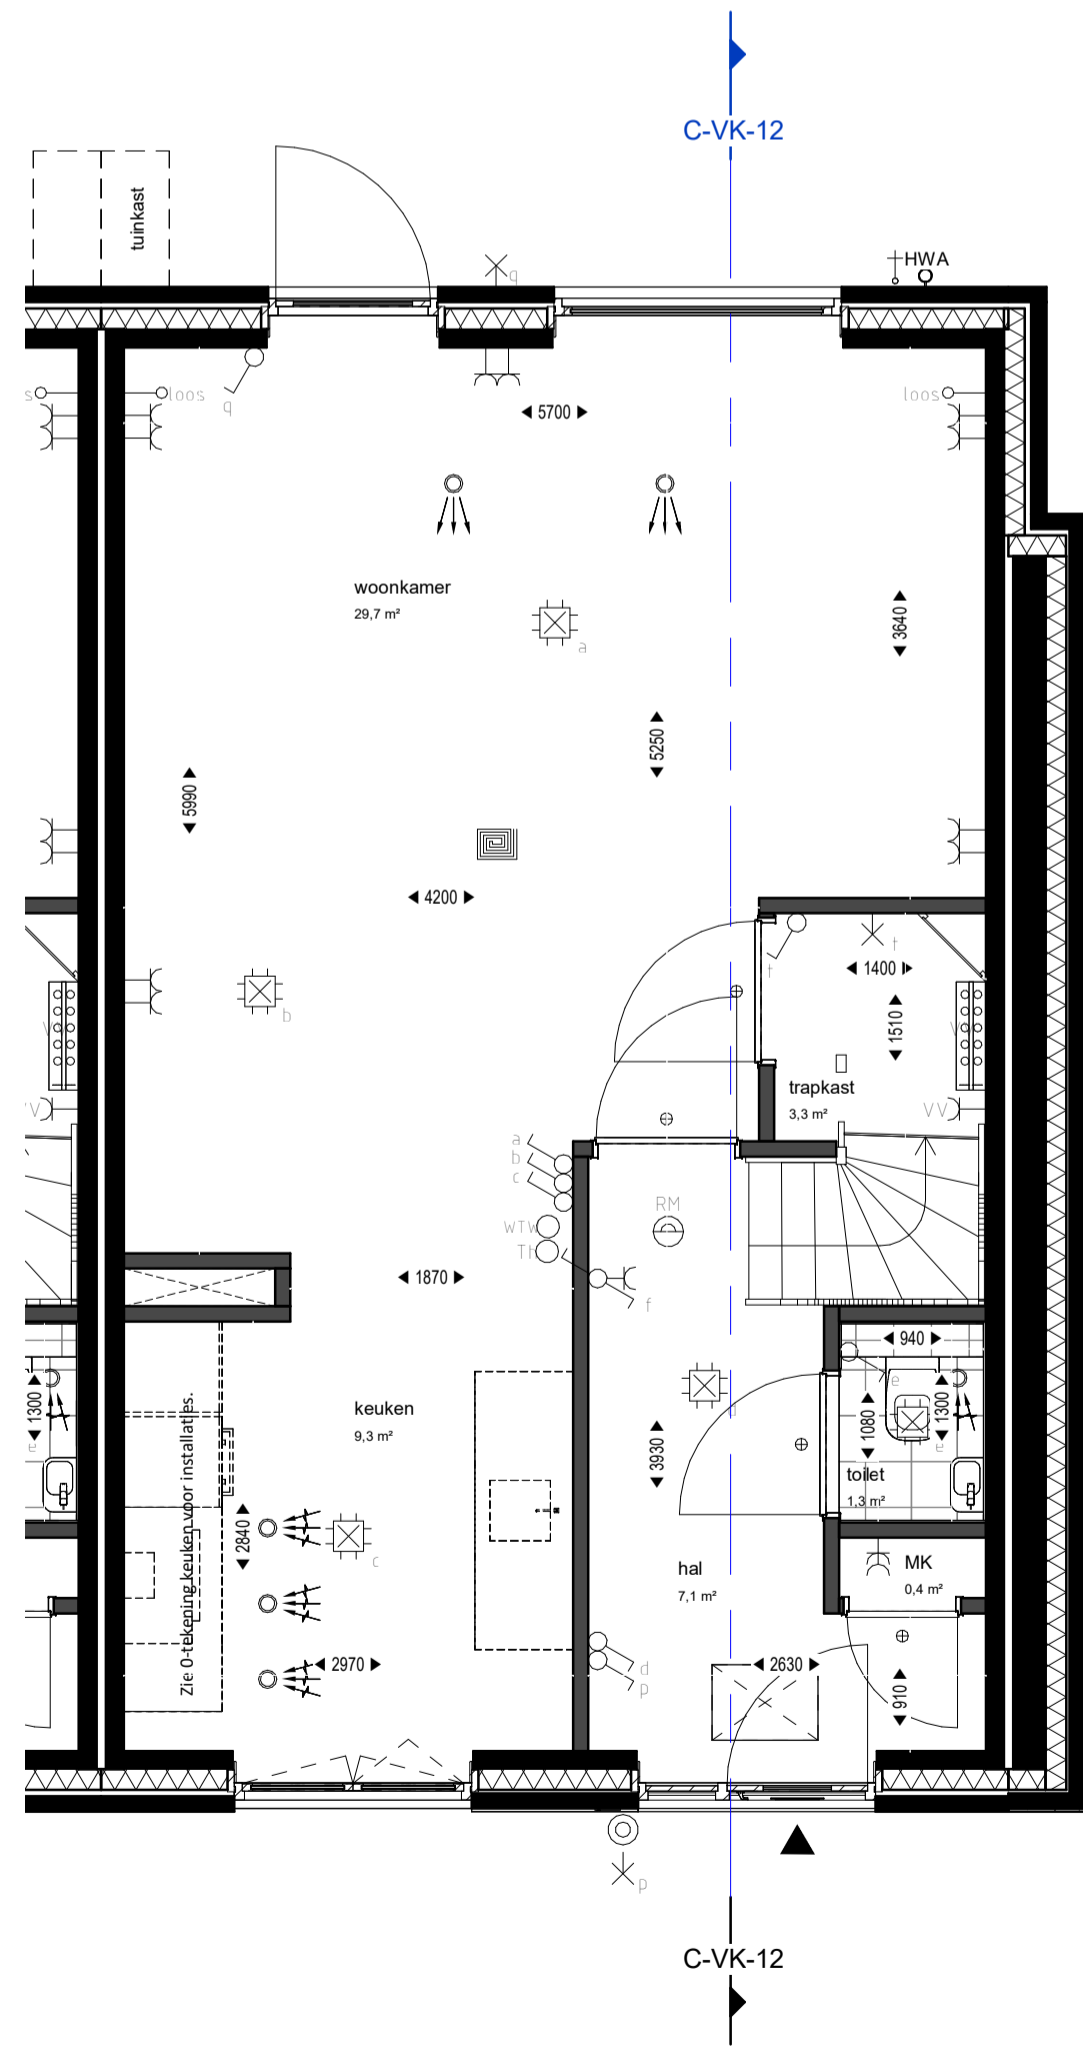 C-VK-12
tuinkast
HWA
q
s
loos
q
loos
5700
woonkamer
29,7 m²
a
3640
5250
5990
4200
t
t
1400
1510
b
V
V
trapkast
3,3 m²
VV
VV
a
b
c
RM
WTW
Th
1870
f
940
e
1300
1080
1300
e
e
keuken
9,3 m²
3930
toilet
1,3 m²
Zie 0-tekening keuken voor installaties.
2840
c
hal
7,1 m²
MK
0,4 m²
d
p
2970
2630
910
p
C-VK-12